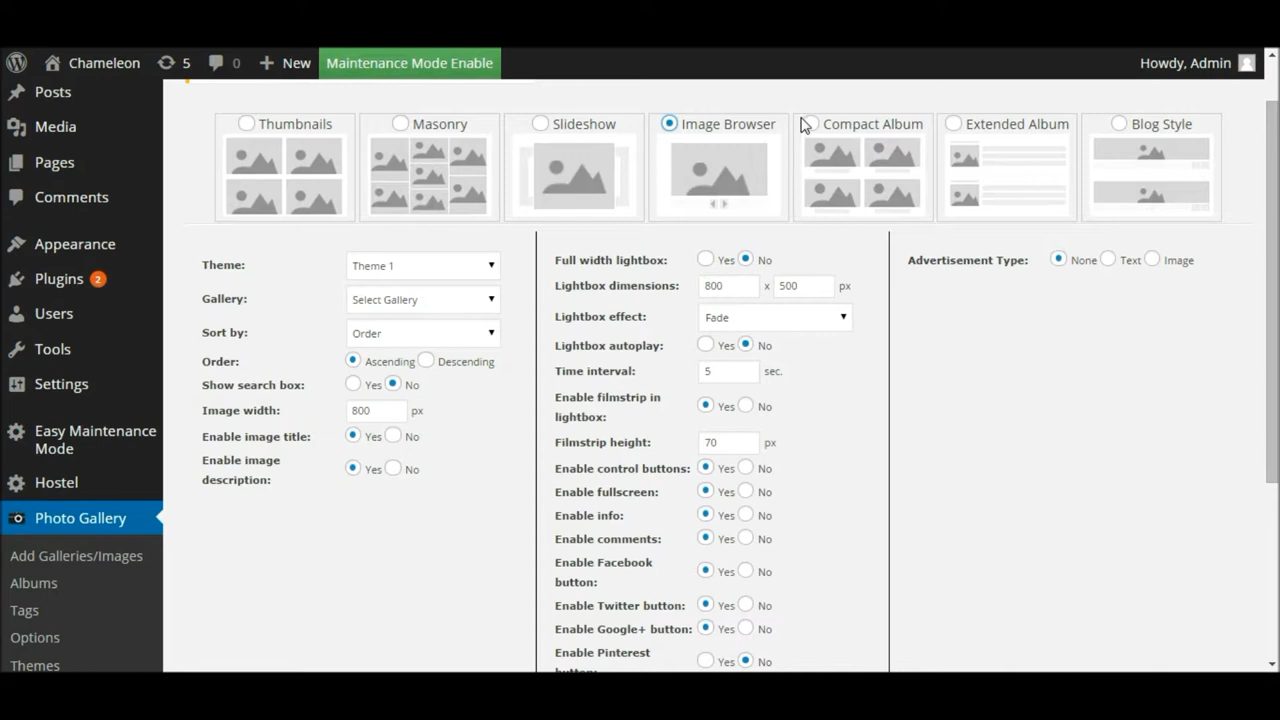 Chameleon 5 0 New Maintenance Mode Enable Howdy, Admin
Posts
Media
Pages
Comments
Appearance
Plugins 2
Users
Tools
Settings
Easy Maintenance
Mode
Hostel
Photo Gallery
Add Galleries/Images
Albums
Tags
Options
Themes
Thumbnails Masonry Slideshow Image Browser Compact Album Extended Album Blog Style
Theme: Theme 1
Gallery: Select Gallery
Sort by: Order
Order: Ascending Descending
Show search box: Yes No
Image width: 800 px
Enable image title: Yes No
Enable image
description: Yes No
Full width lightbox: Yes No
Lightbox dimensions: 800 x 500 px
Lightbox effect: Fade
Lightbox autoplay: Yes No
Time interval: 5 sec.
Enable filmstrip in
lightbox: Yes No
Filmstrip height: 70 px
Enable control buttons: Yes No
Enable fullscreen: Yes No
Enable info: Yes No
Enable comments: Yes No
Enable Facebook
button: Yes No
Enable Twitter button: Yes No
Enable Google+ button: Yes No
Enable Pinterest
button: Yes No
Advertisement Type: None Text Image